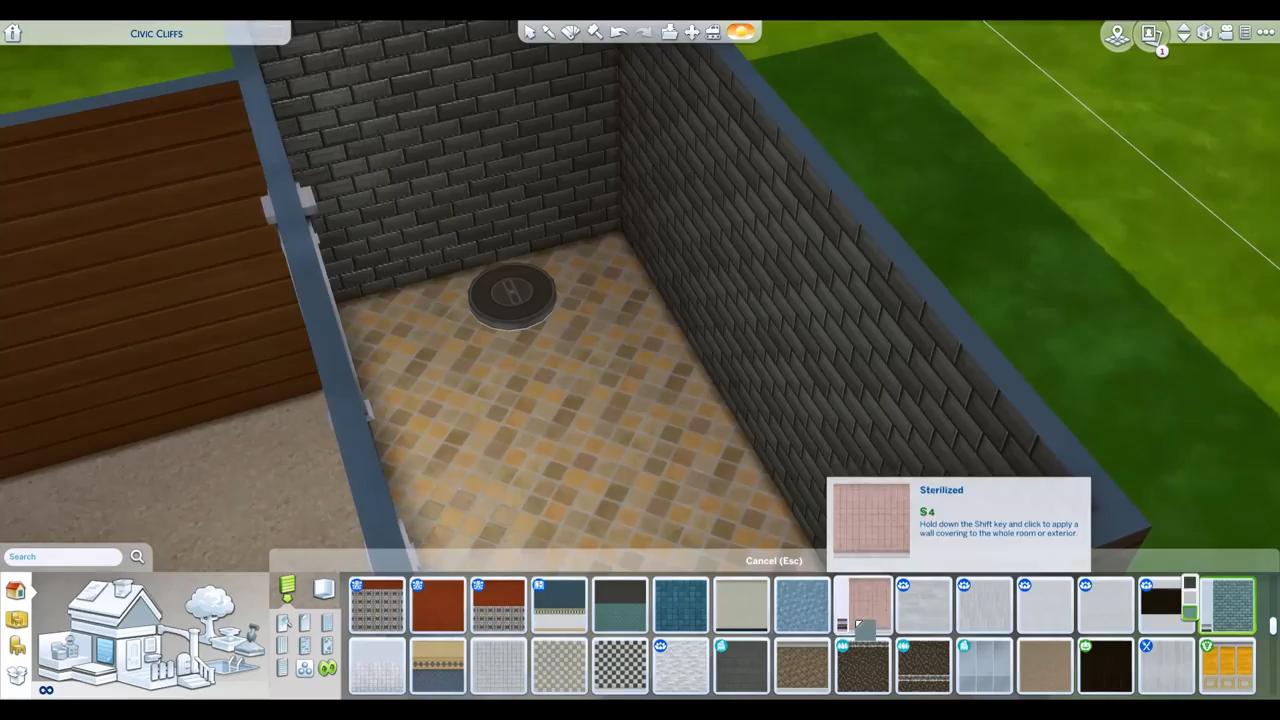 CIVIC CLIFFS
1
Sterilized
§4
Hold down the Shift key and click to apply a
wall covering to the whole room or exterior.
Search
Cancel (Esc)